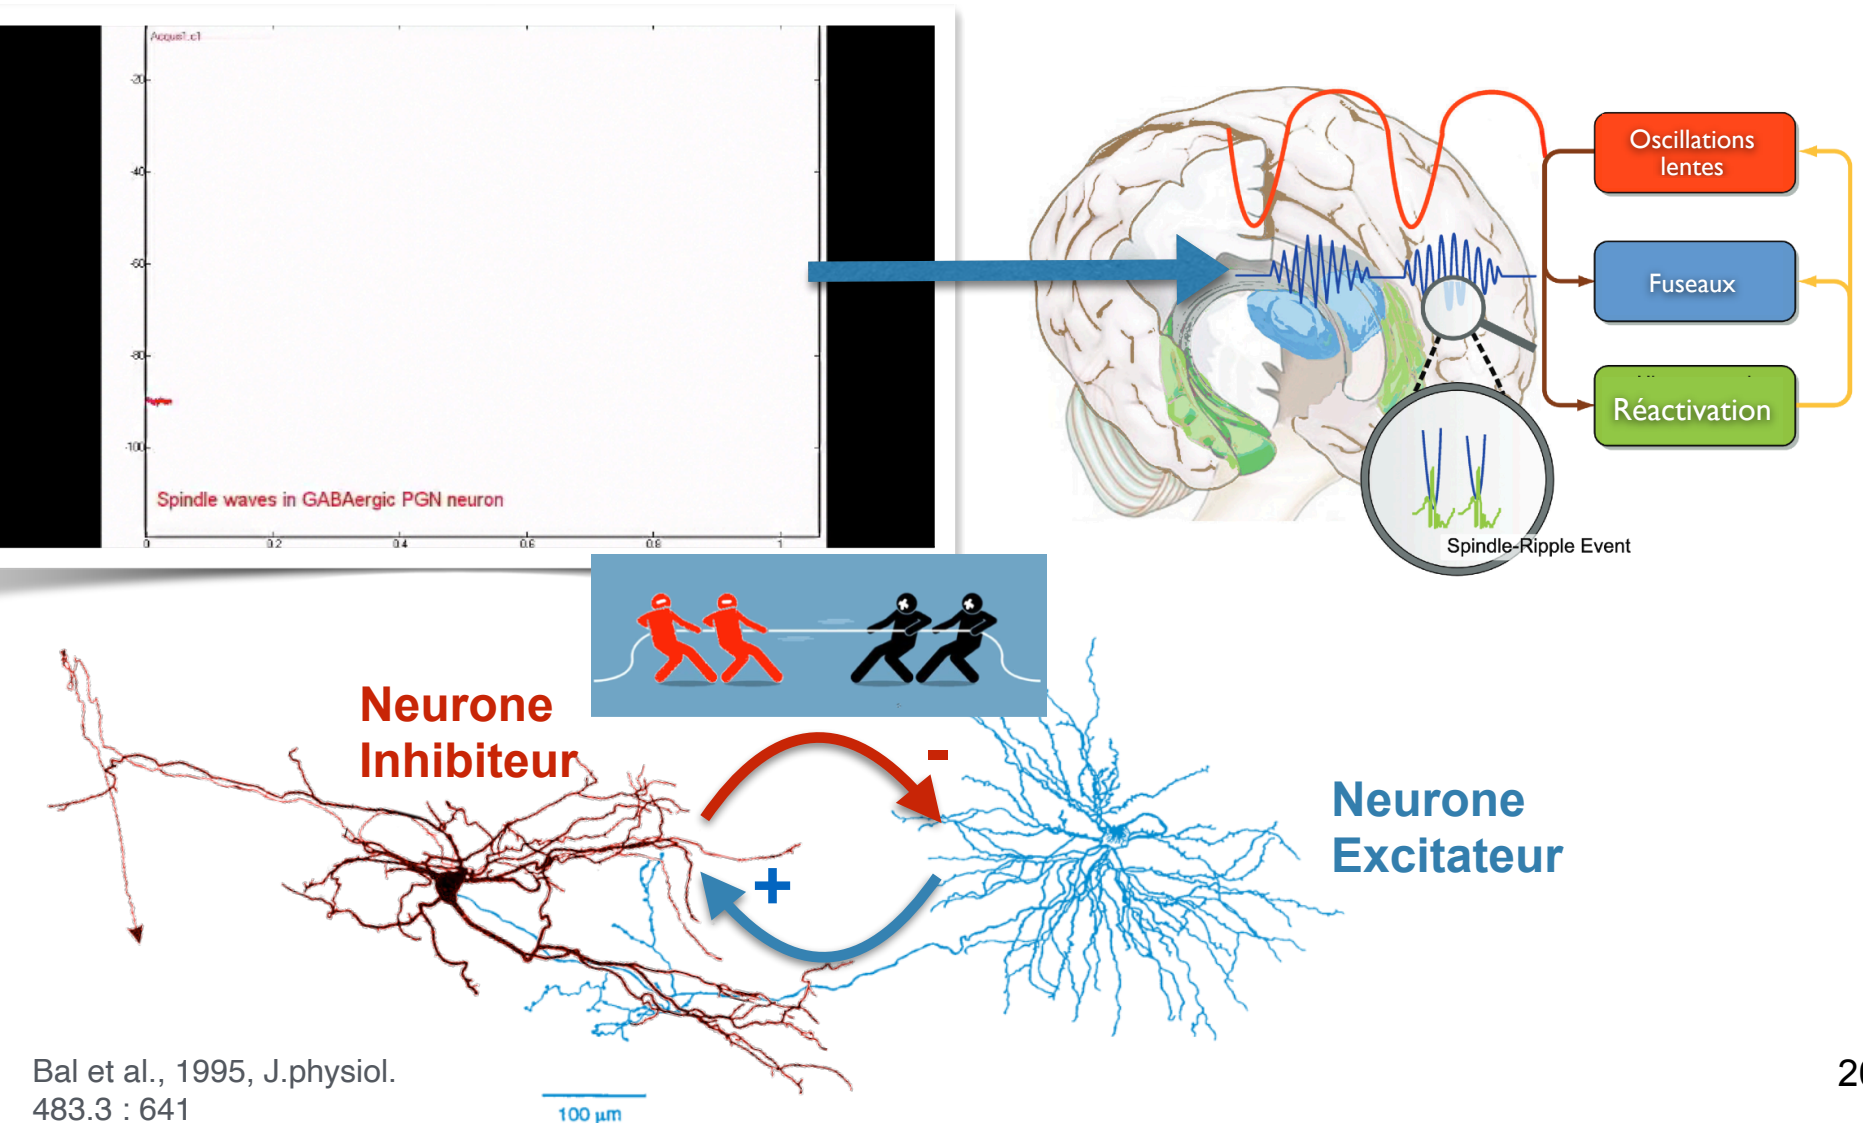 Acquis1_c1
-20
-40
-60
-80
-100
Spindle waves in GABAergic PGN neuron
0
0.2
0.4
0.6
0.8
1
Oscillations
lentes
Fuseaux
Réactivation
Spindle-Ripple Event
Neurone
Inhibiteur
-
+
Neurone
Excitateur
Bal et al., 1995, J.physiol.
483.3 : 641
100 µm